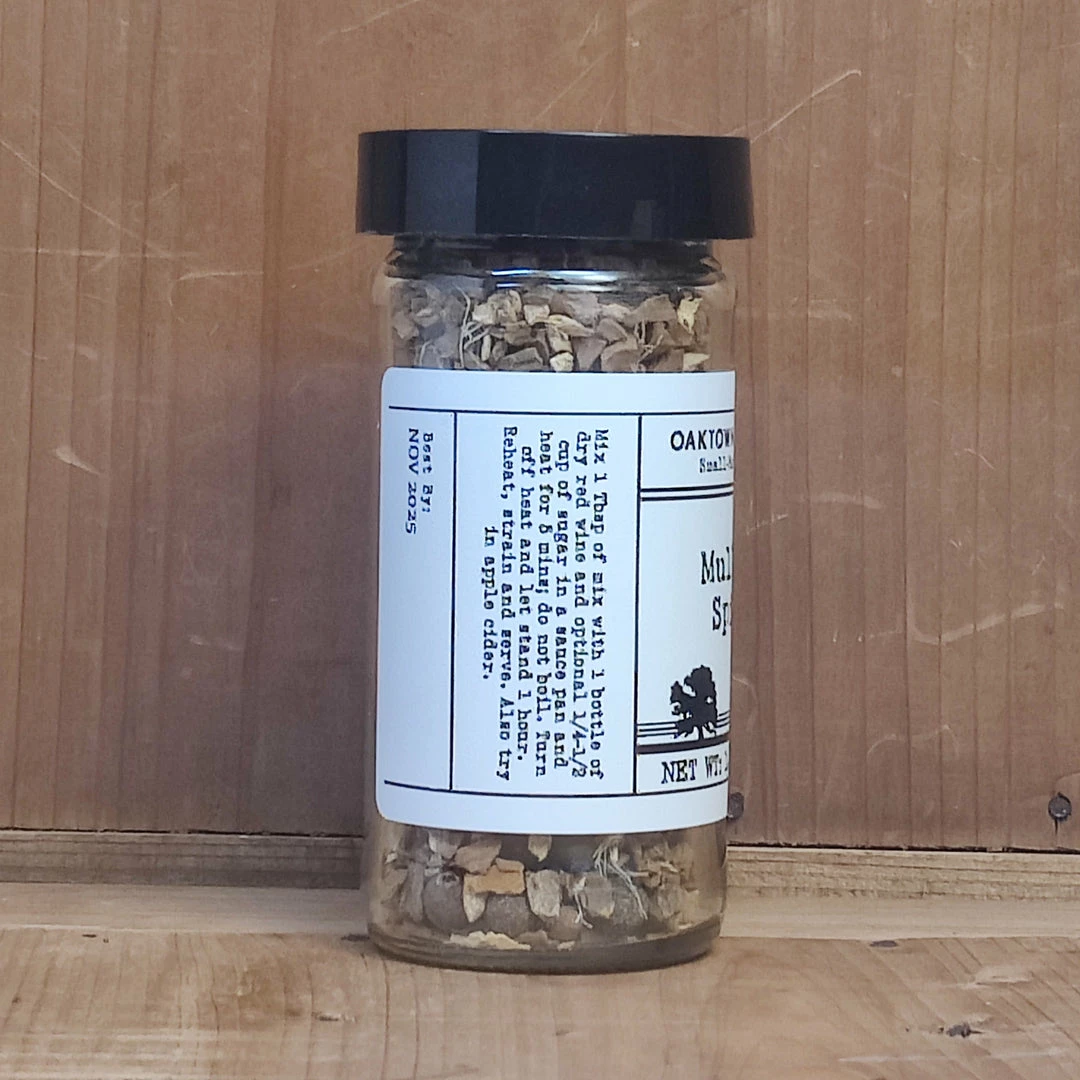 Best By:
NOV 2025
Mix 1 Tbsp of mix with 1 bottle of
dry red wine and optional 1/4-1/2
cup of sugar in a sauce pan and
heat for 5 mins; do not boil. Turn
off heat and let stand 1 hour.
Reheat, strain and serve. Also try
in apple cider.
OAKTOW
Small-
Mul
Sp
NET WT: